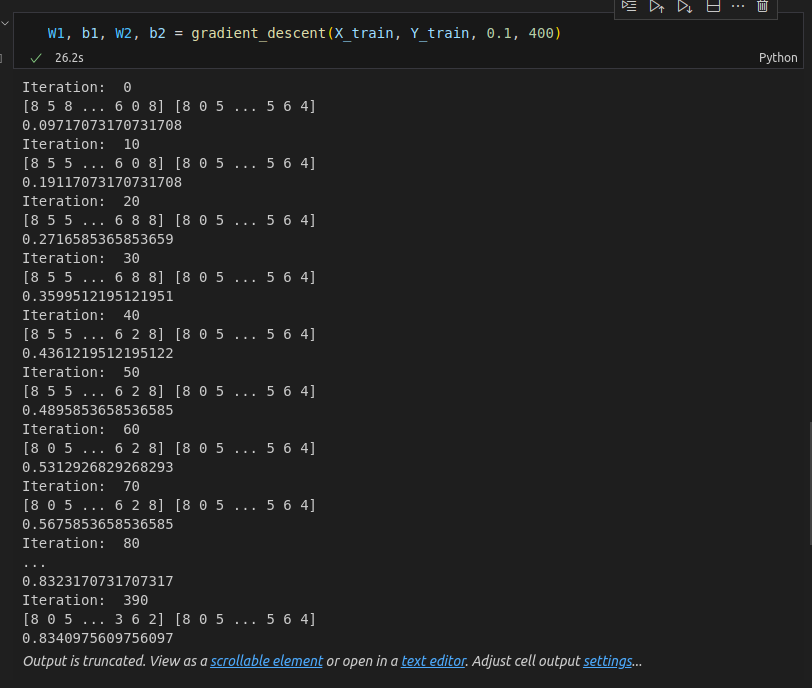 W1, b1, W2, b2 = gradient_descent(X_train, Y_train, 0.1, 400)
26.2s
Python
Iteration:  0
[8 5 8 ... 6 0 8] [8 0 5 ... 5 6 4]
0.09717073170731708
Iteration:  10
[8 5 5 ... 6 0 8] [8 0 5 ... 5 6 4]
0.19117073170731708
Iteration:  20
[8 5 5 ... 6 8 8] [8 0 5 ... 5 6 4]
0.2716585365853659
Iteration:  30
[8 5 5 ... 6 8 8] [8 0 5 ... 5 6 4]
0.3599512195121951
Iteration:  40
[8 5 5 ... 6 2 8] [8 0 5 ... 5 6 4]
0.4361219512195122
Iteration:  50
[8 5 5 ... 6 2 8] [8 0 5 ... 5 6 4]
0.4895853658536585
Iteration:  60
[8 0 5 ... 6 2 8] [8 0 5 ... 5 6 4]
0.5312926829268293
Iteration:  70
[8 0 5 ... 6 2 8] [8 0 5 ... 5 6 4]
0.5675853658536585
Iteration:  80
...
0.8323170731707317
Iteration:  390
[8 0 5 ... 3 6 2] [8 0 5 ... 5 6 4]
0.8340975609756097
Output is truncated. View as a scrollable element or open in a text editor. Adjust cell output settings...